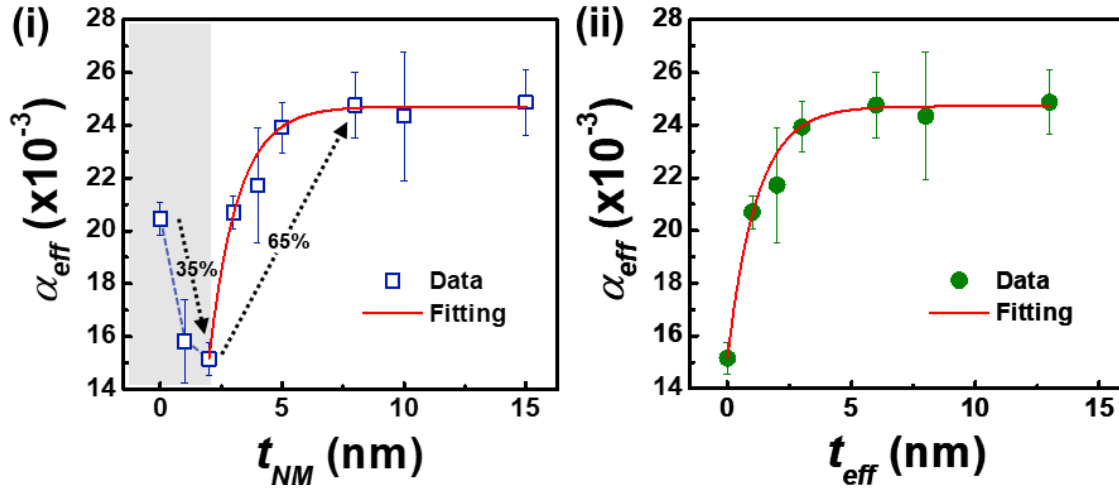 (i)
α_eff (x10⁻³)
28
26
24
22
20
18
16
14
35%
65%
Data
Fitting
0 5 10 15
t_NM (nm)
(ii)
α_eff (x10⁻³)
28
26
24
22
20
18
16
14
Data
Fitting
0 5 10 15
t_eff (nm)